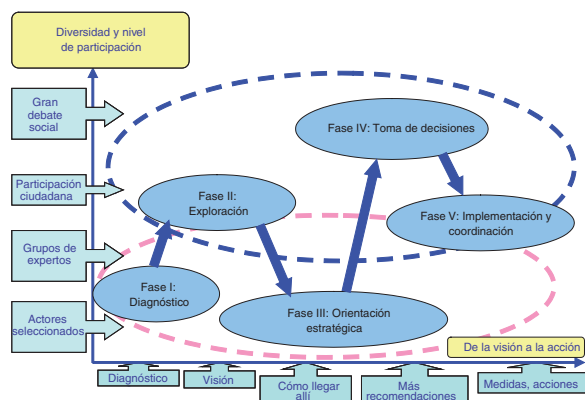 Diversidad y nivel
de participación
Gran
debate
social
Participación
ciudadana
Grupos de
expertos
Actores
seleccionados
Fase IV: Toma de decisiones
Fase II:
Exploración
Fase V: Implementación y
coordinación
Fase I:
Diagnóstico
Fase III: Orientación
estratégica
De la visión a la acción
Diagnóstico
Visión
Cómo llegar
allí
Más
recomendaciones
Medidas, acciones